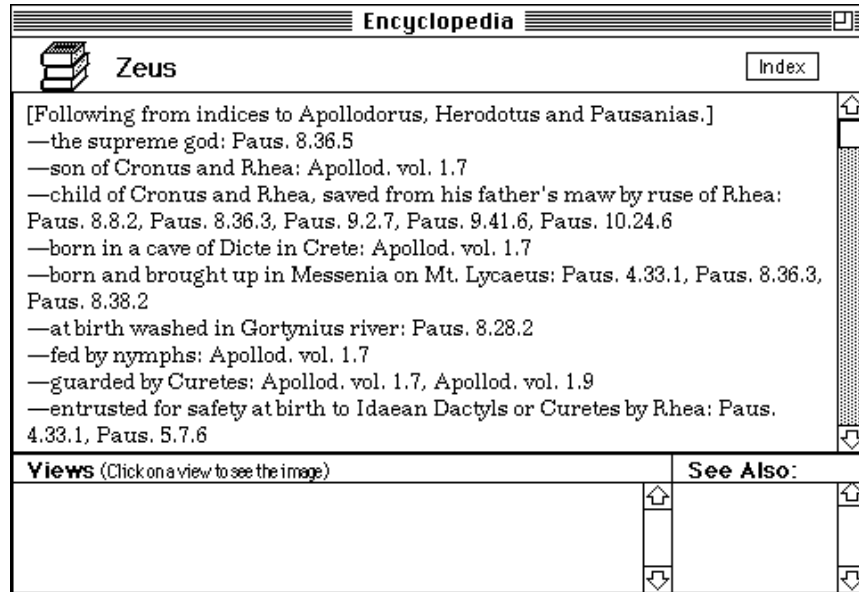 Encyclopedia
Zeus
Index
[Following from indices to Apollodorus, Herodotus and Pausanias.]
—the supreme god: Paus. 8.36.5
—son of Cronus and Rhea: Apollod. vol. 1.7
—child of Cronus and Rhea, saved from his father's maw by ruse of Rhea:
Paus. 8.8.2, Paus. 8.36.3, Paus. 9.2.7, Paus. 9.41.6, Paus. 10.24.6
—born in a cave of Dicte in Crete: Apollod. vol. 1.7
—born and brought up in Messenia on Mt. Lycaeus: Paus. 4.33.1, Paus. 8.36.3,
Paus. 8.38.2
—at birth washed in Gortynius river: Paus. 8.28.2
—fed by nymphs: Apollod. vol. 1.7
—guarded by Curetes: Apollod. vol. 1.7, Apollod. vol. 1.9
—entrusted for safety at birth to Idaean Dactyls or Curetes by Rhea: Paus.
4.33.1, Paus. 5.7.6
Views (Click on a view to see the image)
See Also: